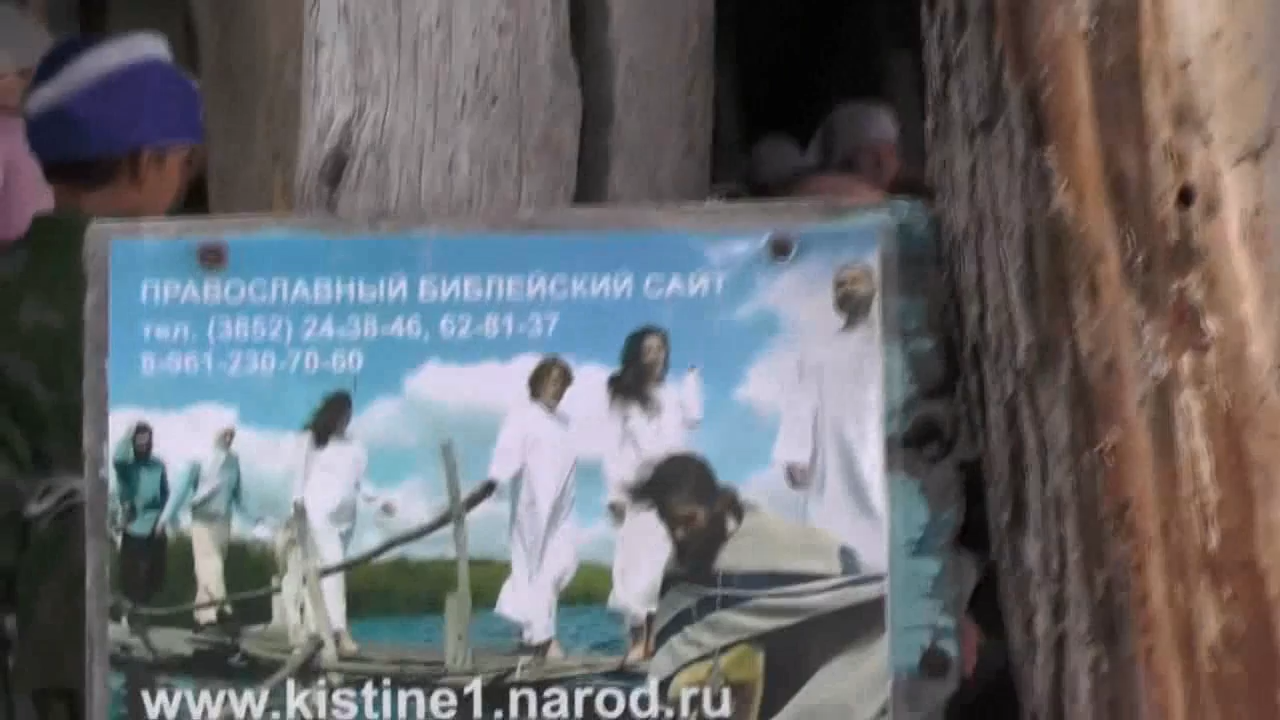 ПРАВОСЛАВНЫЙ БИБЛЕЙСКИЙ САЙТ
тел. (3852) 24-38-46, 62-81-37
8-961-230-70-60
www.kistine1.narod.ru